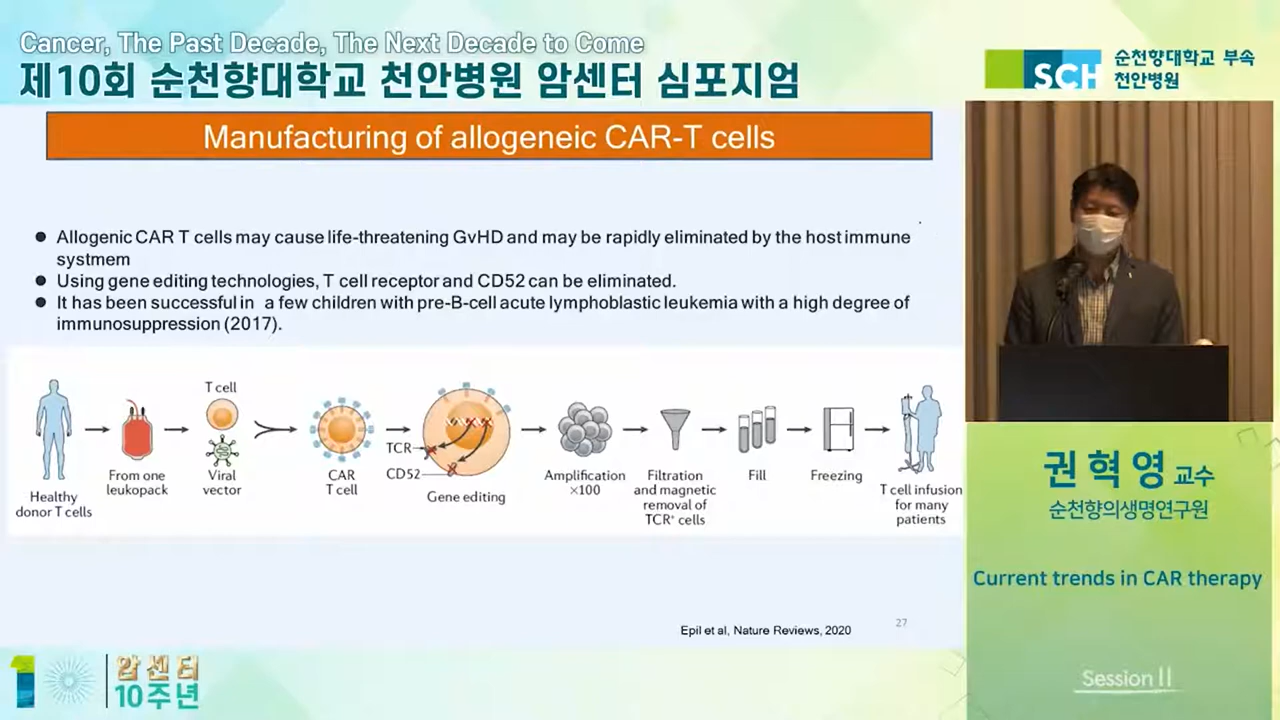 Cancer, The Past Decade, The Next Decade to Come
제10회 순천향대학교 천안병원 암센터 심포지엄
SCH
순천향대학교 부속
천안병원
Manufacturing of allogeneic CAR-T cells
● Allogenic CAR T cells may cause life-threatening GvHD and may be rapidly eliminated by the host immune
systmem
● Using gene editing technologies, T cell receptor and CD52 can be eliminated.
● It has been successful in a few children with pre-B-cell acute lymphoblastic leukemia with a high degree of
immunosuppression (2017).
Healthy
donor T cells
From one
leukopack
T cell
Viral
vector
CAR
T cell
TCR
CD52
Gene editing
Amplification
×100
Filtration
and magnetic
removal of
TCR⁺ cells
Fill
Freezing
T cell infusion
for many
patients
Epil et al, Nature Reviews, 2020
27
권혁영 교수
순천향의생명연구원
Current trends in CAR therapy
Session II
1
암센터
10주년